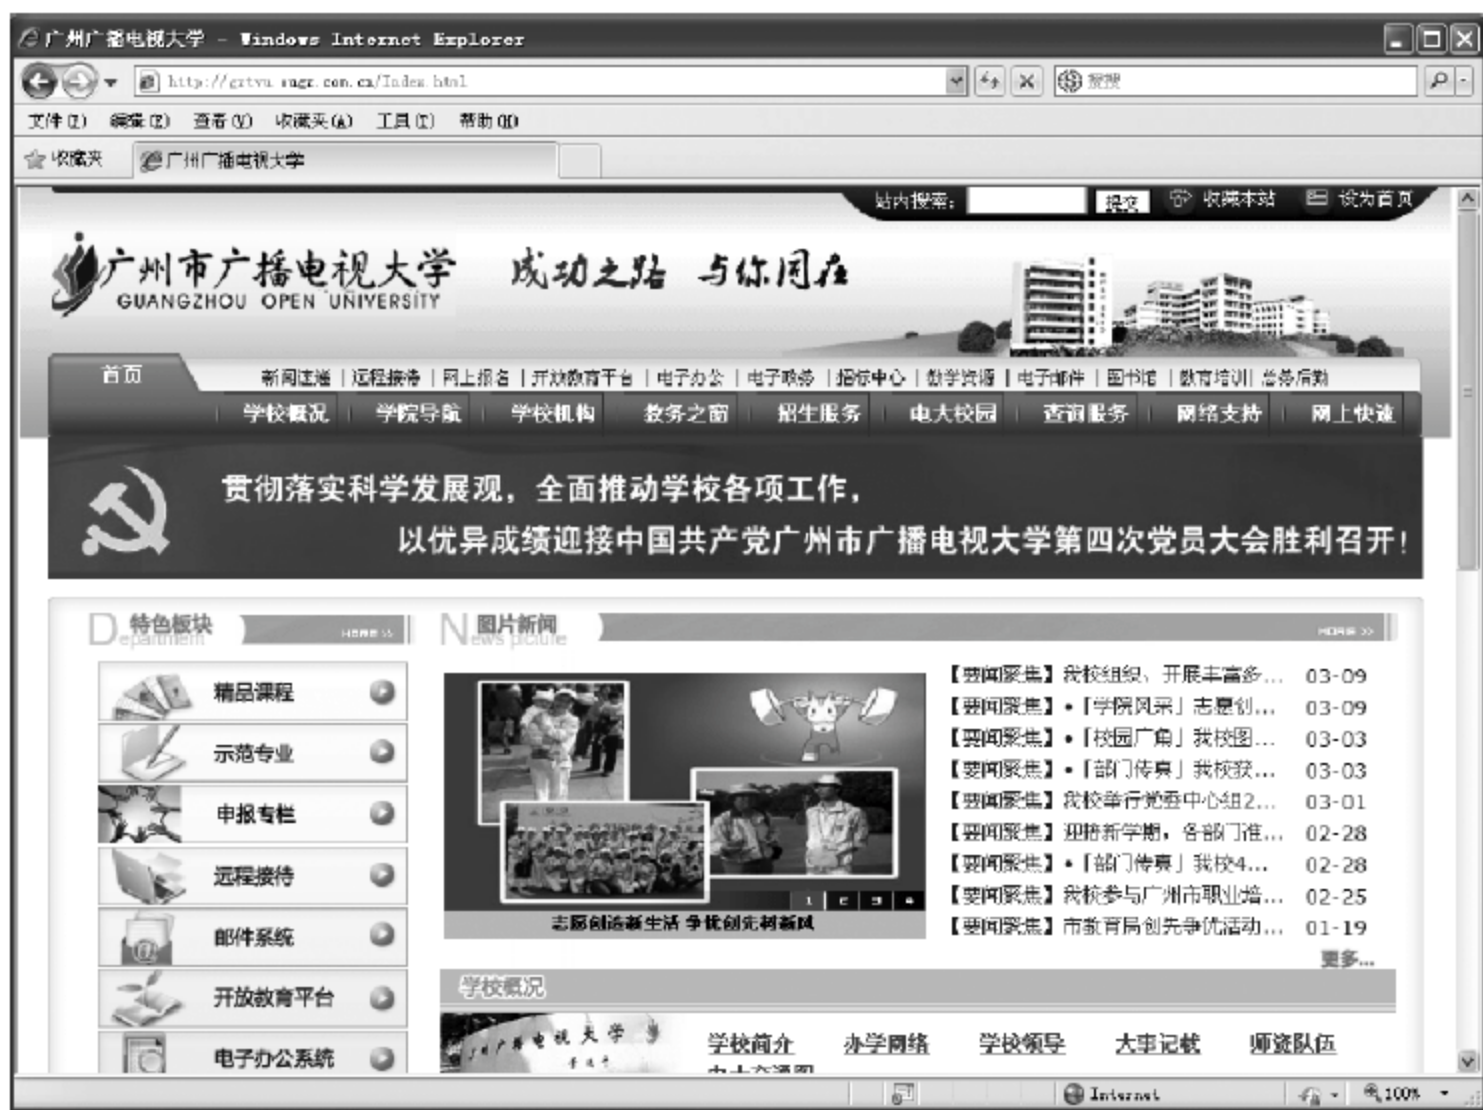 广州广播电视大学 - Windows Internet Explorer
文件(F) 编辑(E) 查看(V) 收藏夹(A) 工具(T) 帮助(H)
收藏夹 广州广播电视大学
站内搜索： 提交 收藏本站 设为首页
广州市广播电视大学 成功之路 与你同在
GUANGZHOU OPEN UNIVERSITY
首页 新闻速递 | 远程接待 | 网上报名 | 开放教育平台 | 电子办公 | 电子政务 | 招标中心 | 教学资源 | 电子邮件 | 图书馆 | 教育培训 | 总务后勤
学校概况 学院导航 学校机构 教务之窗 招生服务 电大校园 查询服务 网络支持 网上快速
贯彻落实科学发展观，全面推动学校各项工作，
以优异成绩迎接中国共产党广州市广播电视大学第四次党员大会胜利召开！
特色板块 Department MORE >>
图片新闻 News picture MORE >>
精品课程
示范专业
申报专栏
远程接待
邮件系统
开放教育平台
电子办公系统
1 2 3 4
志愿创造新生活 争优创先树新风
【要闻聚焦】我校组织、开展丰富多... 03-09
【要闻聚焦】•「学院风采」志愿创... 03-09
【要闻聚焦】•「校园广角」我校图... 03-03
【要闻聚焦】•「部门传真」我校获... 03-03
【要闻聚焦】我校举行党委中心组2... 03-01
【要闻聚焦】迎接新学期，各部门准... 02-28
【要闻聚焦】•「部门传真」我校4... 02-28
【要闻聚焦】我校参与广州市职业培... 02-25
【要闻聚焦】市教育局创先争优活动... 01-19
更多...
学校概况
学校简介 办学网络 学校领导 大事记载 师资队伍
Internet 100%